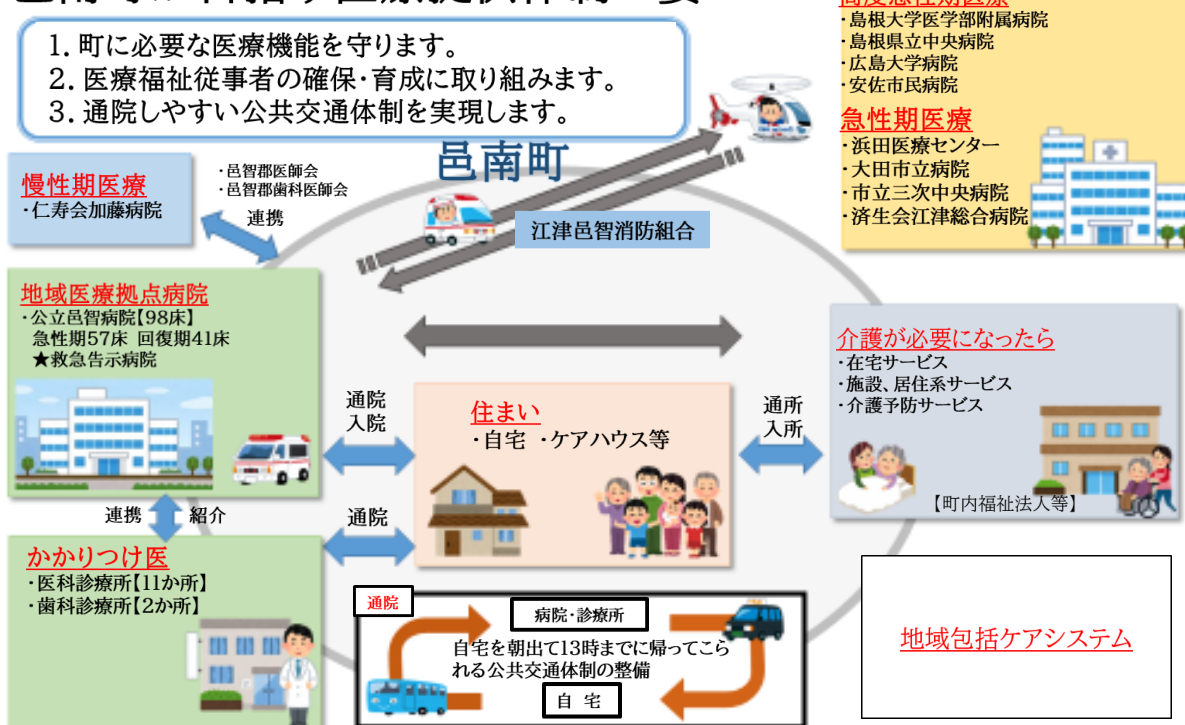 1. 町に必要な医療機能を守ります。
2. 医療福祉従事者の確保・育成に取り組みます。
3. 通院しやすい公共交通体制を実現します。
・島根大学医学部附属病院
・島根県立中央病院
・広島大学病院
・安佐市民病院
急性期医療
・浜田医療センター
・大田市立病院
・市立三次中央病院
・済生会江津総合病院
邑南町
慢性期医療
・仁寿会加藤病院
・邑智郡医師会
・邑智郡歯科医師会
連携
江津邑智消防組合
地域医療拠点病院
・公立邑智病院【98床】
急性期57床 回復期41床
★救急告示病院
通院
入院
住まい
・自宅 ・ケアハウス等
通所
入所
介護が必要になったら
・在宅サービス
・施設、居住系サービス
・介護予防サービス
【町内福祉法人等】
連携
紹介
通院
かかりつけ医
・医科診療所【11か所】
・歯科診療所【2か所】
通院
病院・診療所
自宅を朝出て13時までに帰ってこら
れる公共交通体制の整備
自 宅
地域包括ケアシステム